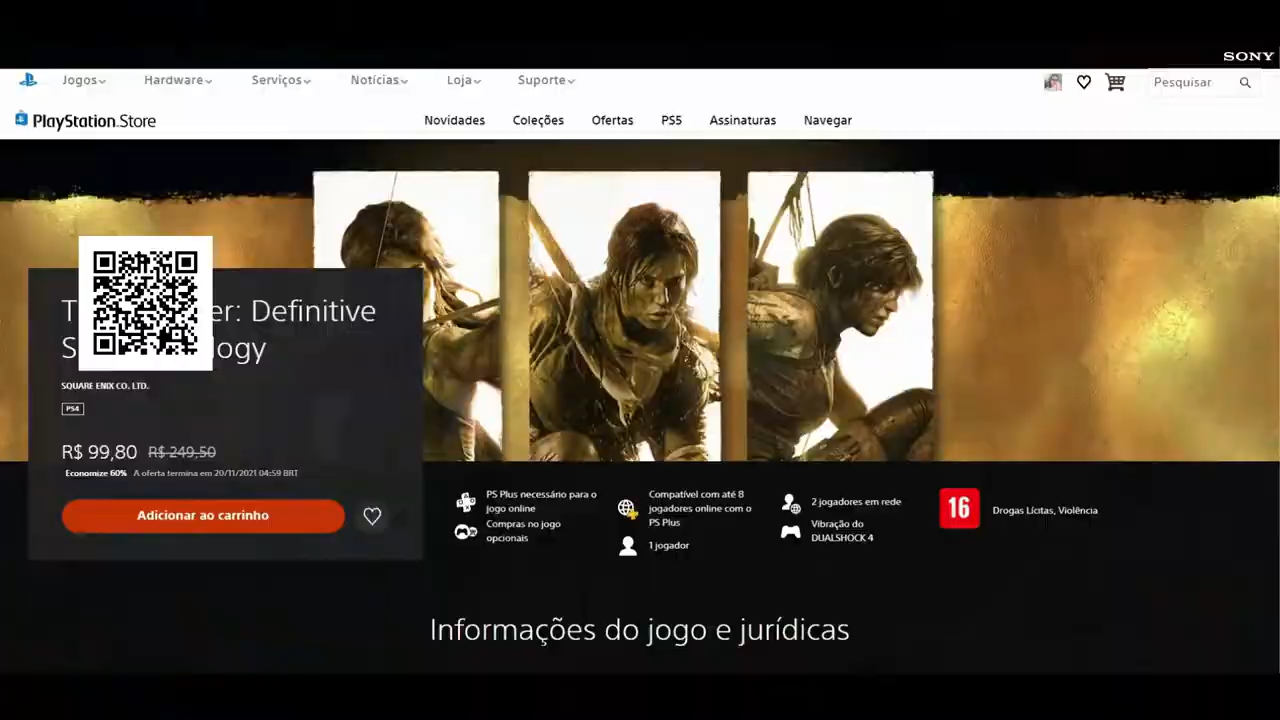 SONY
Jogos Hardware Serviços Notícias Loja Suporte Pesquisar
PlayStation.Store Novidades Coleções Ofertas PS5 Assinaturas Navegar
T er: Definitive
S logy
SQUARE ENIX CO. LTD.
PS4
R$ 99,80 R$ 249,50
Economize 60% A oferta termina em 20/11/2021 04:59 BRT
Adicionar ao carrinho
PS Plus necessário para o
jogo online
Compras no jogo
opcionais
Compatível com até 8
jogadores online com o
PS Plus
1 jogador
2 jogadores em rede
Vibração do
DUALSHOCK 4
16
Drogas Lícitas, Violência
Informações do jogo e jurídicas